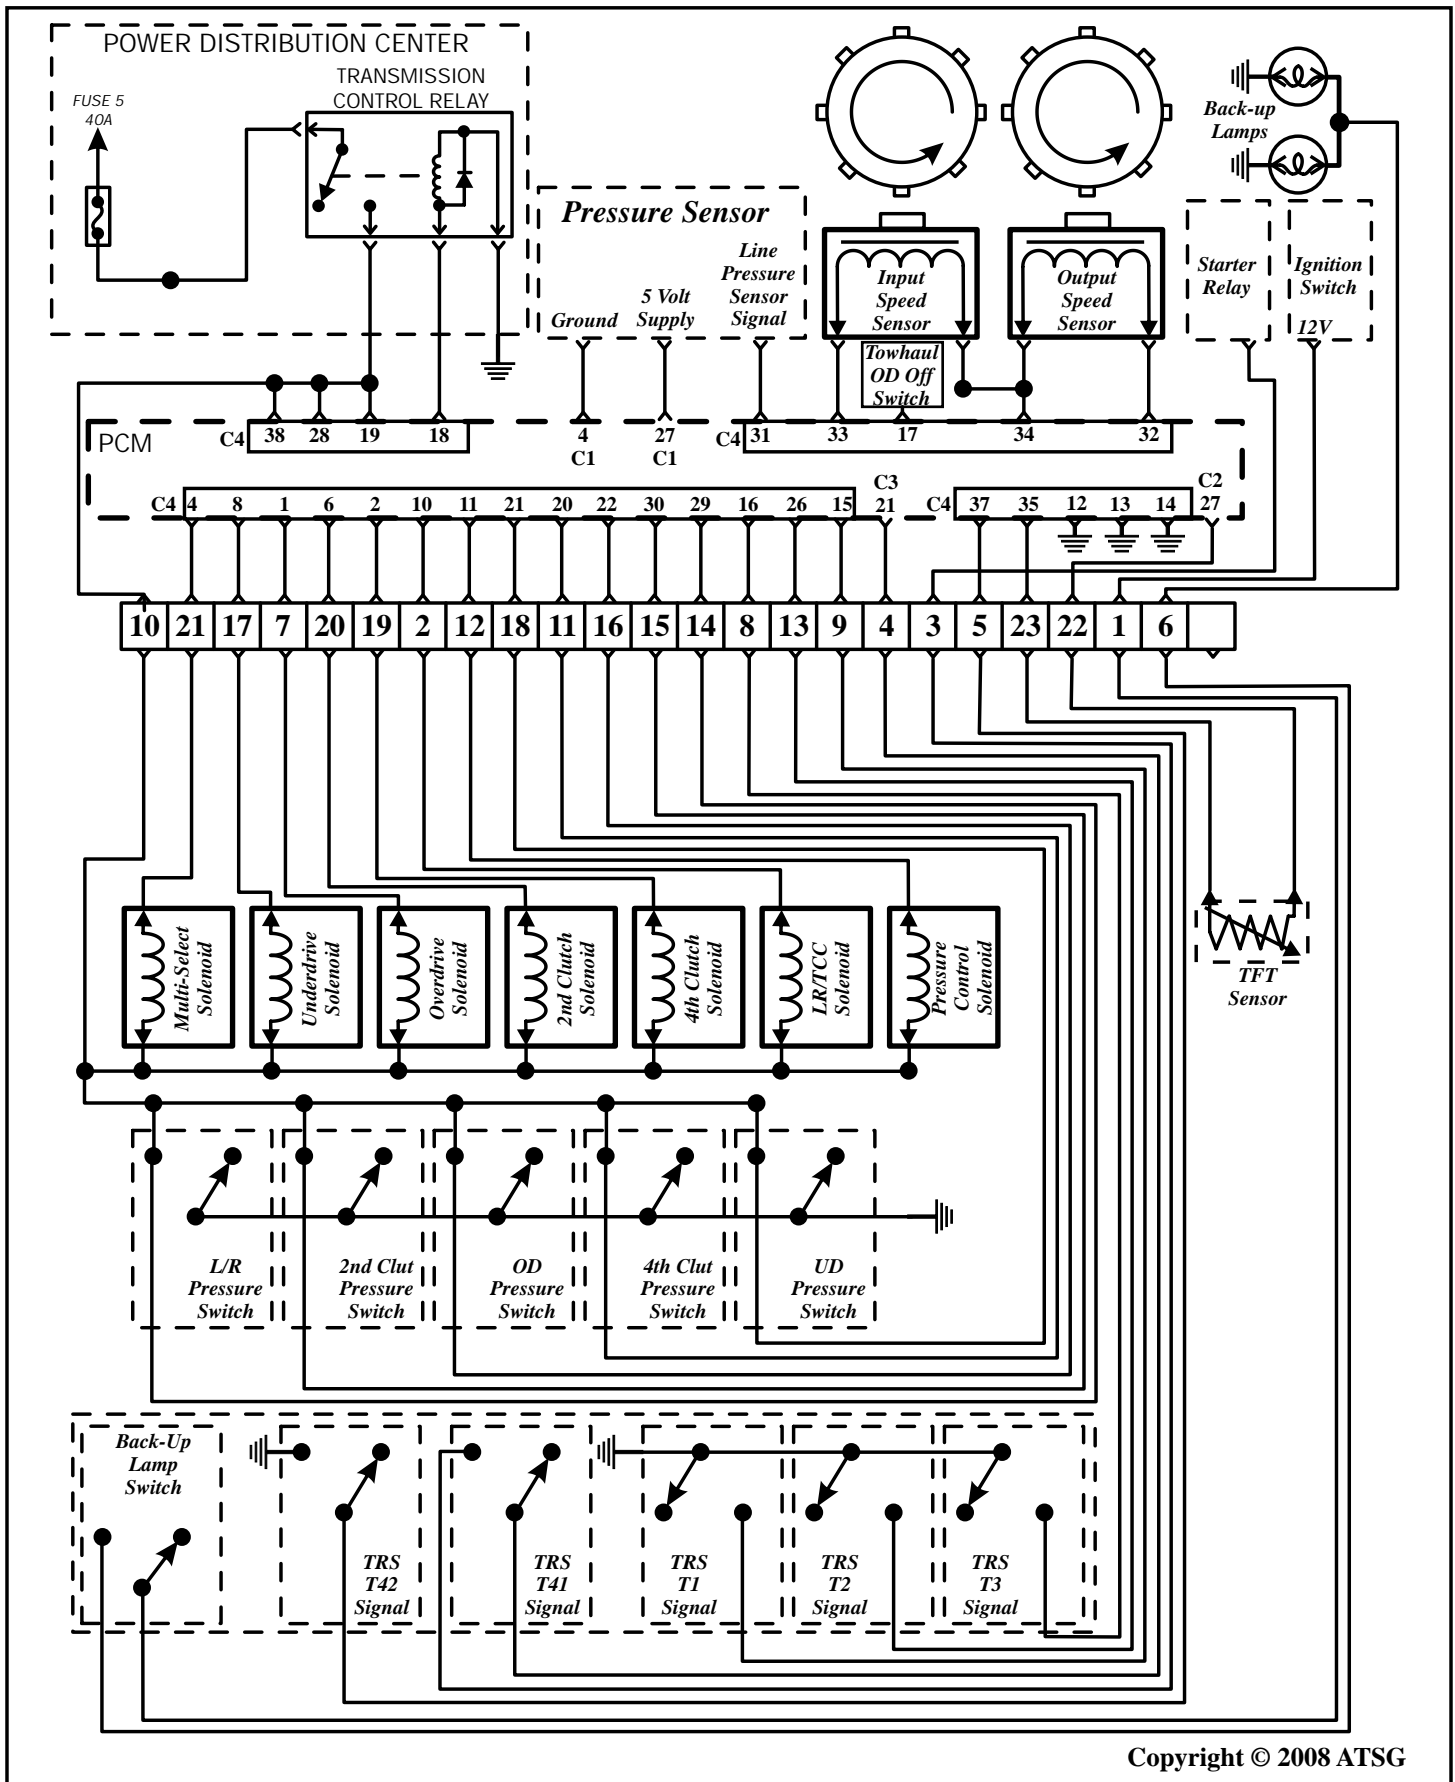 POWER DISTRIBUTION CENTER
TRANSMISSION
CONTROL RELAY
FUSE 5
40A
Back-up
Lamps
Pressure Sensor
Line
Pressure
Sensor
Signal
5 Volt
Supply
Ground
Input
Speed
Sensor
Output
Speed
Sensor
Starter
Relay
Ignition
Switch
12V
Towhaul
OD Off
Switch
PCM
C4 38 28 19 18
4
C1
27
C1
C4 31 33 17 34 32
C4 4 8 1 6 2 10 11 21 20 22 30 29 16 26 15
C3
21
C4 37 35 12 13 14
C2
27
10 21 17 7 20 19 2 12 18 11 16 15 14 8 13 9 4 3 5 23 22 1 6
Multi-Select
Solenoid
Underdrive
Solenoid
Overdrive
Solenoid
2nd Clutch
Solenoid
4th Clutch
Solenoid
LR/TCC
Solenoid
Pressure
Control
Solenoid
TFT
Sensor
L/R
Pressure
Switch
2nd Clut
Pressure
Switch
OD
Pressure
Switch
4th Clut
Pressure
Switch
UD
Pressure
Switch
Back-Up
Lamp
Switch
TRS
T42
Signal
TRS
T41
Signal
TRS
T1
Signal
TRS
T2
Signal
TRS
T3
Signal
Copyright © 2008 ATSG